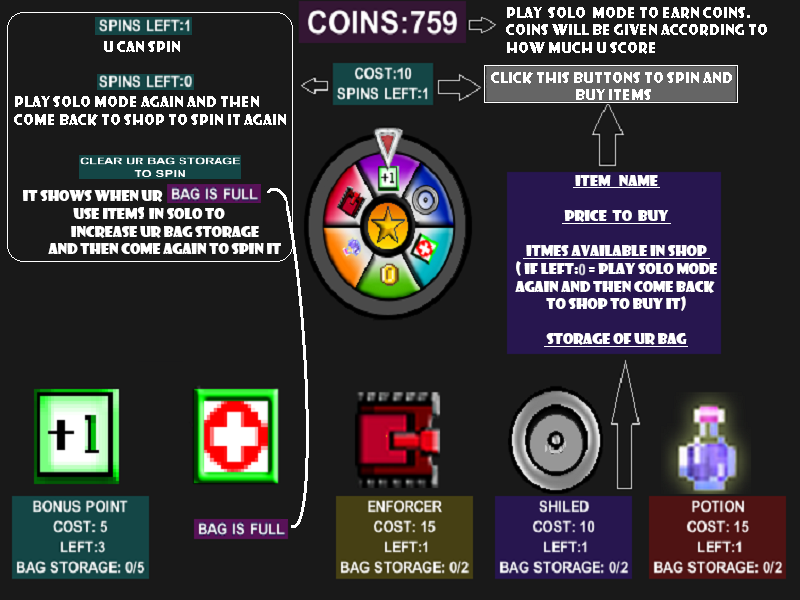 SPINS LEFT:1
U CAN SPIN
SPINS LEFT:0
PLAY SOLO MODE AGAIN AND THEN
COME BACK TO SHOP TO SPIN IT AGAIN
CLEAR UR BAG STORAGE
TO SPIN
IT SHOWS WHEN UR BAG IS FULL
USE ITEMS IN SOLO TO
INCREASE UR BAG STORAGE
AND THEN COME AGAIN TO SPIN IT
COINS:759
PLAY SOLO MODE TO EARN COINS.
COINS WILL BE GIVEN ACCORDING TO
HOW MUCH U SCORE
COST:10
SPINS LEFT:1
CLICK THIS BUTTONS TO SPIN AND
BUY ITEMS
+1
ITEM NAME
PRICE TO BUY
ITMES AVAILABLE IN SHOP
( IF LEFT:0 = PLAY SOLO MODE
AGAIN AND THEN COME BACK
TO SHOP TO BUY IT)
STORAGE OF UR BAG
+1
BONUS POINT
COST: 5
LEFT:3
BAG STORAGE: 0/5
BAG IS FULL
ENFORCER
COST: 15
LEFT:1
BAG STORAGE: 0/2
SHILED
COST: 10
LEFT:1
BAG STORAGE: 0/2
POTION
COST: 15
LEFT:1
BAG STORAGE: 0/2